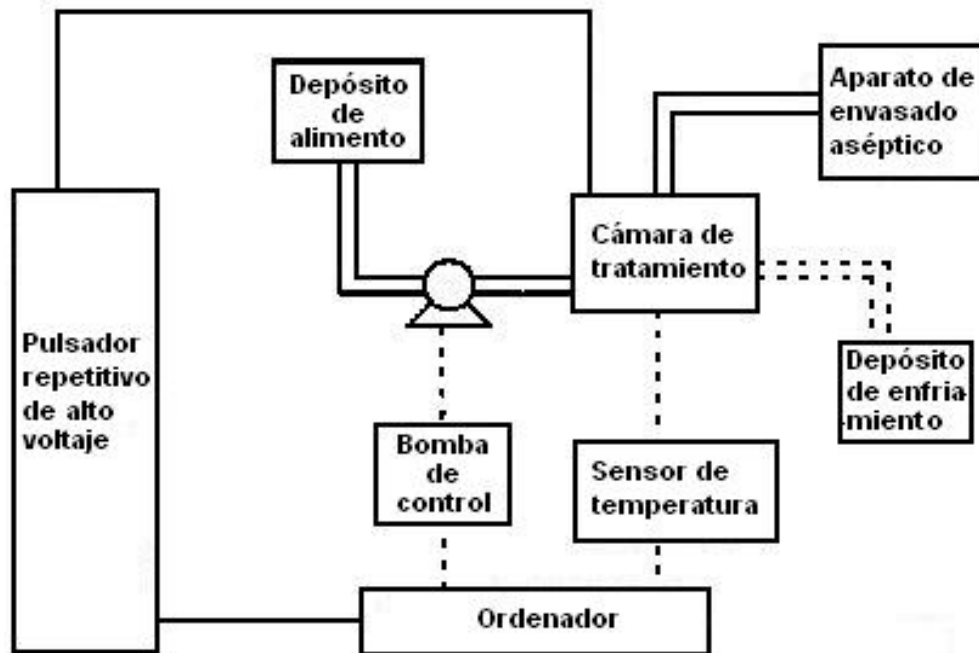 Depósito
de
alimento
Aparato de
envasado
aséptico
Cámara de
tratamiento
Pulsador
repetitivo
de alto
voltaje
Depósito
de enfria-
miento
Bomba
de
control
Sensor de
temperatura
Ordenador